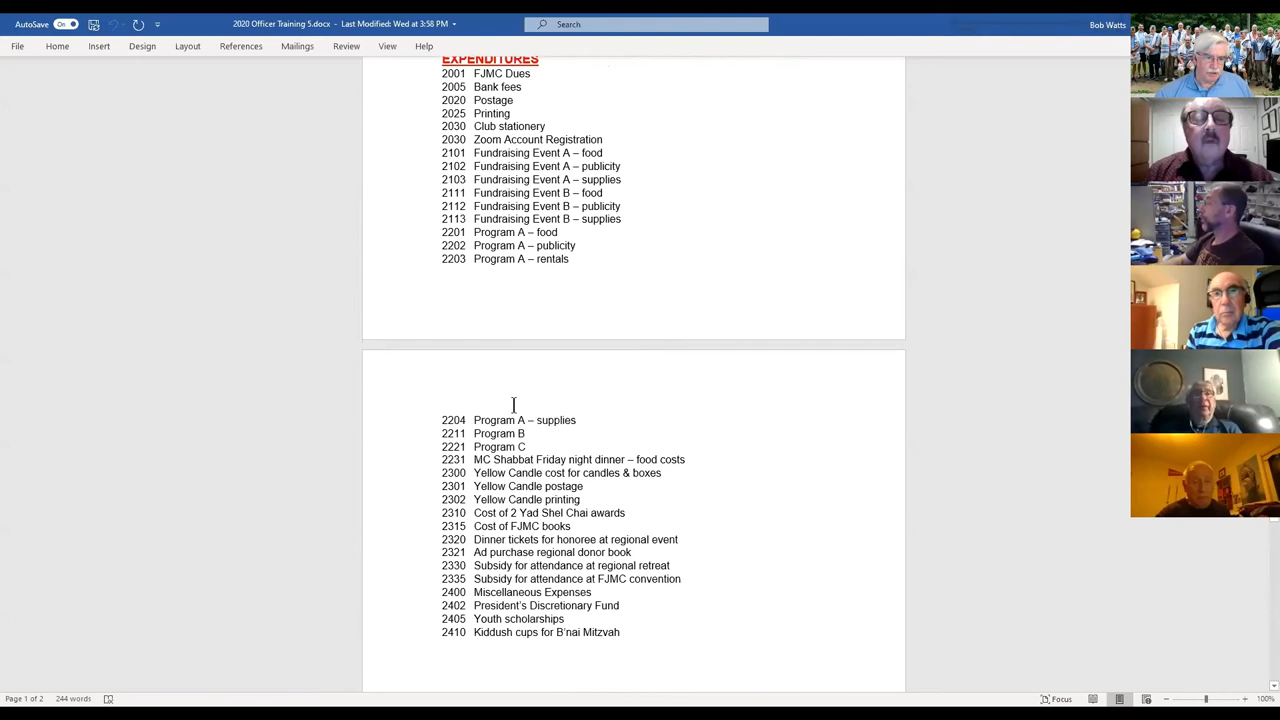 AutoSave On 2020 Officer Training 5.docx - Last Modified: Wed at 3:58 PM Search Bob Watts
File Home Insert Design Layout References Mailings Review View Help
EXPENDITURES
2001 FJMC Dues
2005 Bank fees
2020 Postage
2025 Printing
2030 Club stationery
2030 Zoom Account Registration
2101 Fundraising Event A – food
2102 Fundraising Event A – publicity
2103 Fundraising Event A – supplies
2111 Fundraising Event B – food
2112 Fundraising Event B – publicity
2113 Fundraising Event B – supplies
2201 Program A – food
2202 Program A – publicity
2203 Program A – rentals
2204 Program A – supplies
2211 Program B
2221 Program C
2231 MC Shabbat Friday night dinner – food costs
2300 Yellow Candle cost for candles & boxes
2301 Yellow Candle postage
2302 Yellow Candle printing
2310 Cost of 2 Yad Shel Chai awards
2315 Cost of FJMC books
2320 Dinner tickets for honoree at regional event
2321 Ad purchase regional donor book
2330 Subsidy for attendance at regional retreat
2335 Subsidy for attendance at FJMC convention
2400 Miscellaneous Expenses
2402 President's Discretionary Fund
2405 Youth scholarships
2410 Kiddush cups for B'nai Mitzvah
Page 1 of 2 244 words Focus 100%